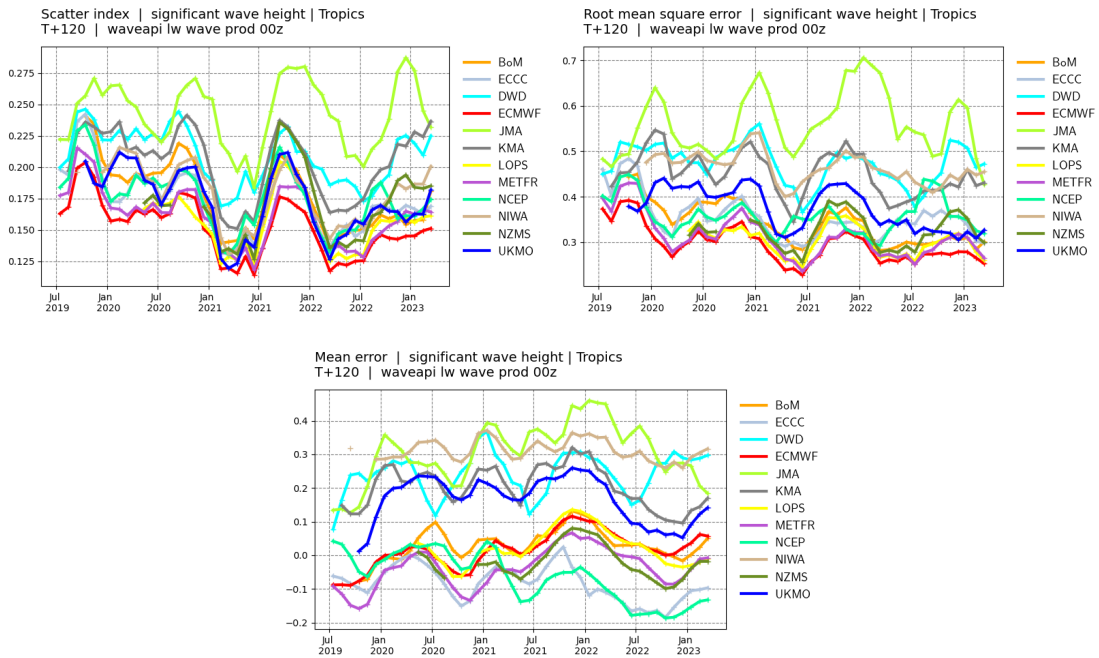 Scatter index | significant wave height | Tropics
T+120 | waveapi lw wave prod 00z
0.275
0.250
0.225
0.200
0.175
0.150
0.125
Jul 2019
Jan 2020
Jul 2020
Jan 2021
Jul 2021
Jan 2022
Jul 2022
Jan 2023
BoM
ECCC
DWD
ECMWF
JMA
KMA
LOPS
METFR
NCEP
NIWA
NZMS
UKMO
Root mean square error | significant wave height | Tropics
T+120 | waveapi lw wave prod 00z
0.7
0.6
0.5
0.4
0.3
Jul 2019
Jan 2020
Jul 2020
Jan 2021
Jul 2021
Jan 2022
Jul 2022
Jan 2023
BoM
ECCC
DWD
ECMWF
JMA
KMA
LOPS
METFR
NCEP
NIWA
NZMS
UKMO
Mean error | significant wave height | Tropics
T+120 | waveapi lw wave prod 00z
0.4
0.3
0.2
0.1
0.0
−0.1
−0.2
Jul 2019
Jan 2020
Jul 2020
Jan 2021
Jul 2021
Jan 2022
Jul 2022
Jan 2023
BoM
ECCC
DWD
ECMWF
JMA
KMA
LOPS
METFR
NCEP
NIWA
NZMS
UKMO